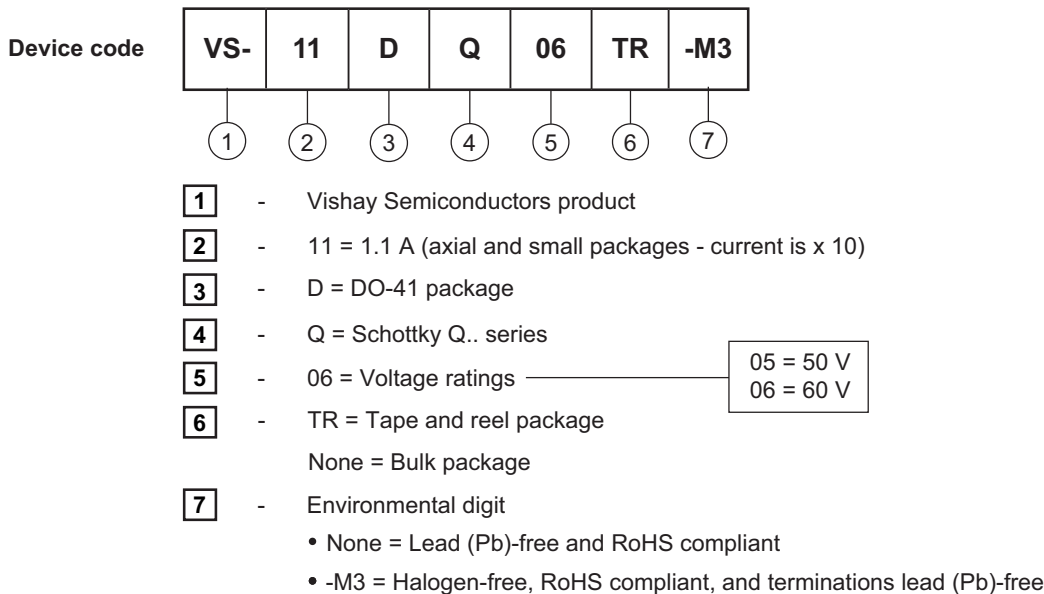 Device code VS- 11 D Q 06 TR -M3
1 2 3 4 5 6 7
1 - Vishay Semiconductors product
2 - 11 = 1.1 A (axial and small packages - current is x 10)
3 - D = DO-41 package
4 - Q = Schottky Q.. series
5 - 06 = Voltage ratings
05 = 50 V
06 = 60 V
6 - TR = Tape and reel package
None = Bulk package
7 - Environmental digit
• None = Lead (Pb)-free and RoHS compliant
• -M3 = Halogen-free, RoHS compliant, and terminations lead (Pb)-free